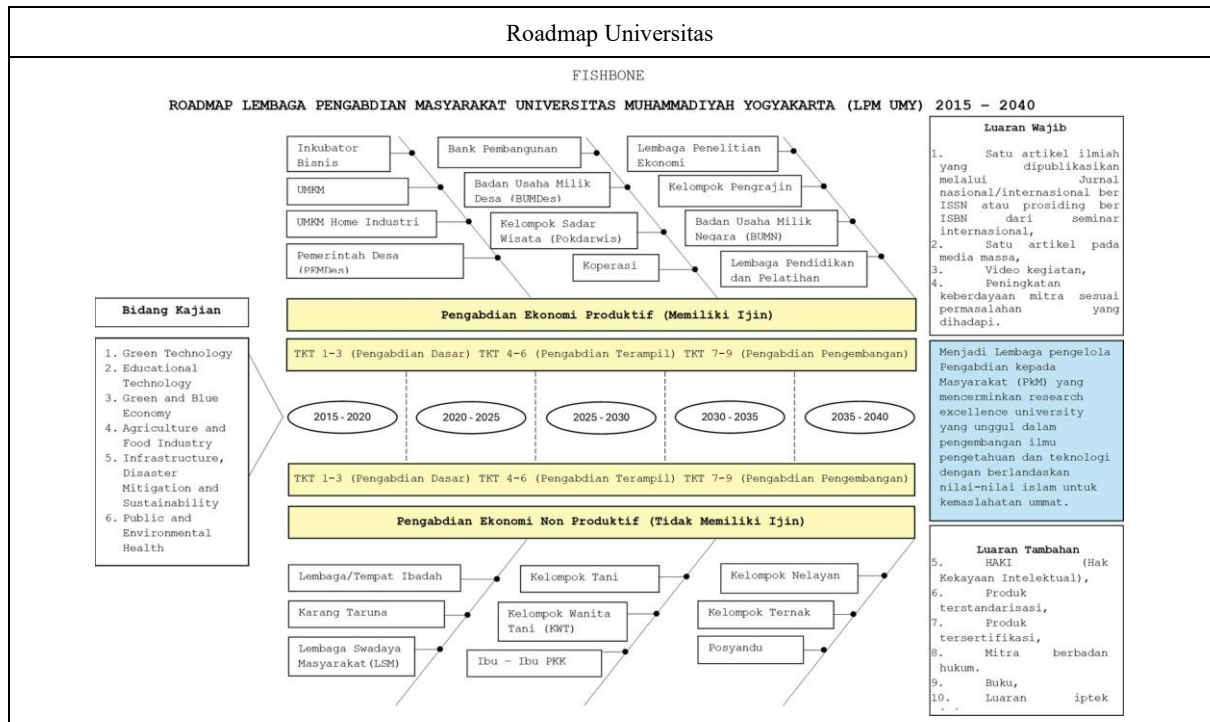 Roadmap Universitas
FISHBONE
ROADMAP LEMBAGA PENGABDIAN MASYARAKAT UNIVERSITAS MUHAMMADIYAH YOGYAKARTA (LPM UMY) 2015 – 2040
Inkubator
Bisnis
UMKM
UMKM Home Industri
Pemerintah Desa
(PEMDes)
Bank Pembangunan
Badan Usaha Milik
Desa (BUMDes)
Kelompok Sadar
Wisata (Pokdarwis)
Koperasi
Lembaga Penelitian
Ekonomi
Kelompok Pengrajin
Badan Usaha Milik
Negara (BUMN)
Lembaga Pendidikan
dan Pelatihan
Bidang Kajian
1. Green Technology
2. Educational
Technology
3. Green and Blue
Economy
4. Agriculture and
Food Industry
5. Infrastructure,
Disaster
Mitigation and
Sustainability
6. Public and
Environmental
Health
Pengabdian Ekonomi Produktif (Memiliki Ijin)
TKT 1-3 (Pengabdian Dasar) TKT 4-6 (Pengabdian Terampil) TKT 7-9 (Pengabdian Pengembangan)
2015 - 2020
2020 - 2025
2025 - 2030
2030 - 2035
2035 - 2040
TKT 1-3 (Pengabdian Dasar) TKT 4-6 (Pengabdian Terampil) TKT 7-9 (Pengabdian Pengembangan)
Pengabdian Ekonomi Non Produktif (Tidak Memiliki Ijin)
Lembaga/Tempat Ibadah
Karang Taruna
Lembaga Swadaya
Masyarakat(LSM)
Kelompok Tani
Kelompok Wanita
Tani (KWT)
Ibu – Ibu PKK
Kelompok Nelayan
Kelompok Ternak
Posyandu
Luaran Wajib
1. Satu artikel ilmiah
yang dipublikasikan
melalui Jurnal
nasional/internasional ber
ISSN atau prosiding ber
ISBN dari seminar
internasional,
2. Satu artikel pada
media massa,
3. Video kegiatan,
4. Peningkatan
keberdayaan mitra sesuai
permasalahan yang
dihadapi.
Menjadi Lembaga pengelola
Pengabdian kepada
Masyarakat (PkM) yang
mencerminkan research
excellence university
yang unggul dalam
pengembangan ilmu
pengetahuan dan teknologi
dengan berlandaskan
nilai-nilai islam untuk
kemaslahatan ummat.
Luaran Tambahan
5. HAKI (Hak
Kekayaan Intelektual),
6. Produk
terstandarisasi,
7. Produk
tersertifikasi,
8. Mitra berbadan
hukum.
9. Buku,
10. Luaran iptek